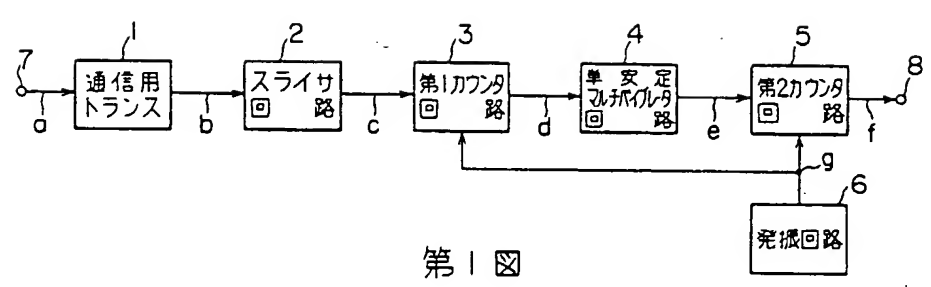 1
2
3
4
5
7
8
通信用
トランス
スライサ
回路
第1カウンタ
回路
単安定
マルチバイブレータ
回路
第2カウンタ
回路
a
b
c
d
e
f
g
6
発振回路
第1図